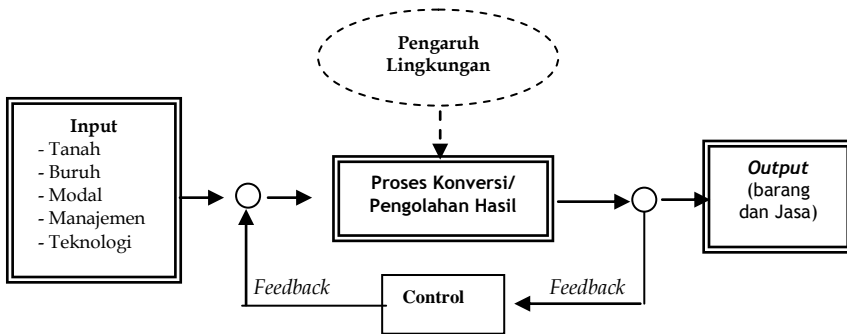 Pengaruh
Lingkungan
Input
- Tanah
- Buruh
- Modal
- Manajemen
- Teknologi
Proses Konversi/
Pengolahan Hasil
Output
(barang
dan Jasa)
Feedback
Control
Feedback